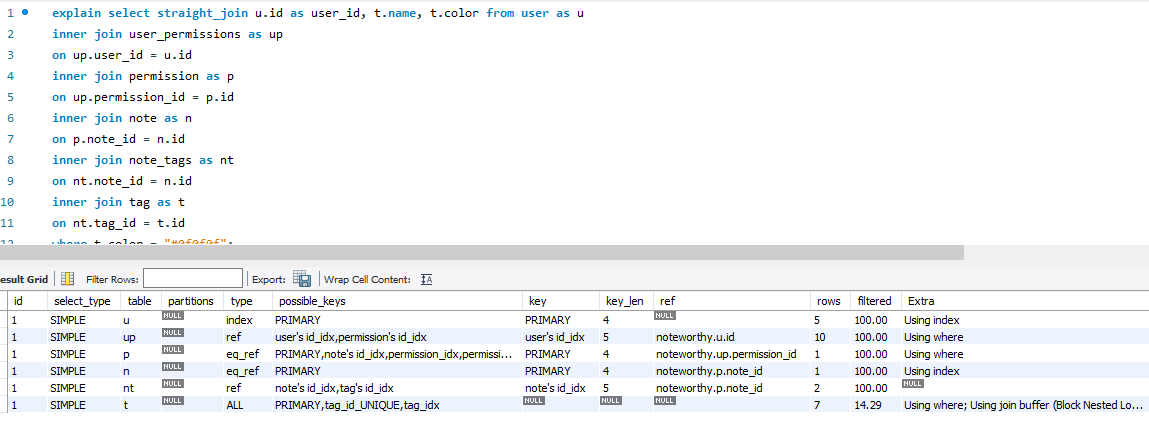 1 explain select straight_join u.id as user_id, t.name, t.color from user as u
2 inner join user_permissions as up
3 on up.user_id = u.id
4 inner join permission as p
5 on up.permission_id = p.id
6 inner join note as n
7 on p.note_id = n.id
8 inner join note_tags as nt
9 on nt.note_id = n.id
10 inner join tag as t
11 on nt.tag_id = t.id
12 where t.color = "#0f0f0f";
esult Grid Filter Rows: Export: Wrap Cell Content:
id select_type table partitions type possible_keys key key_len ref rows filtered Extra
1 SIMPLE u NULL index PRIMARY PRIMARY 4 NULL 5 100.00 Using index
1 SIMPLE up NULL ref user's id_idx,permission's id_idx user's id_idx 5 noteworthy.u.id 10 100.00 Using where
1 SIMPLE p NULL eq_ref PRIMARY,note's id_idx,permission_idx,permissi... PRIMARY 4 noteworthy.up.permission_id 1 100.00 Using where
1 SIMPLE n NULL eq_ref PRIMARY PRIMARY 4 noteworthy.p.note_id 1 100.00 Using index
1 SIMPLE nt NULL ref note's id_idx,tag's id_idx note's id_idx 5 noteworthy.p.note_id 2 100.00 NULL
1 SIMPLE t NULL ALL PRIMARY,tag_id_UNIQUE,tag_idx NULL NULL NULL 7 14.29 Using where; Using join buffer (Block Nested Lo...